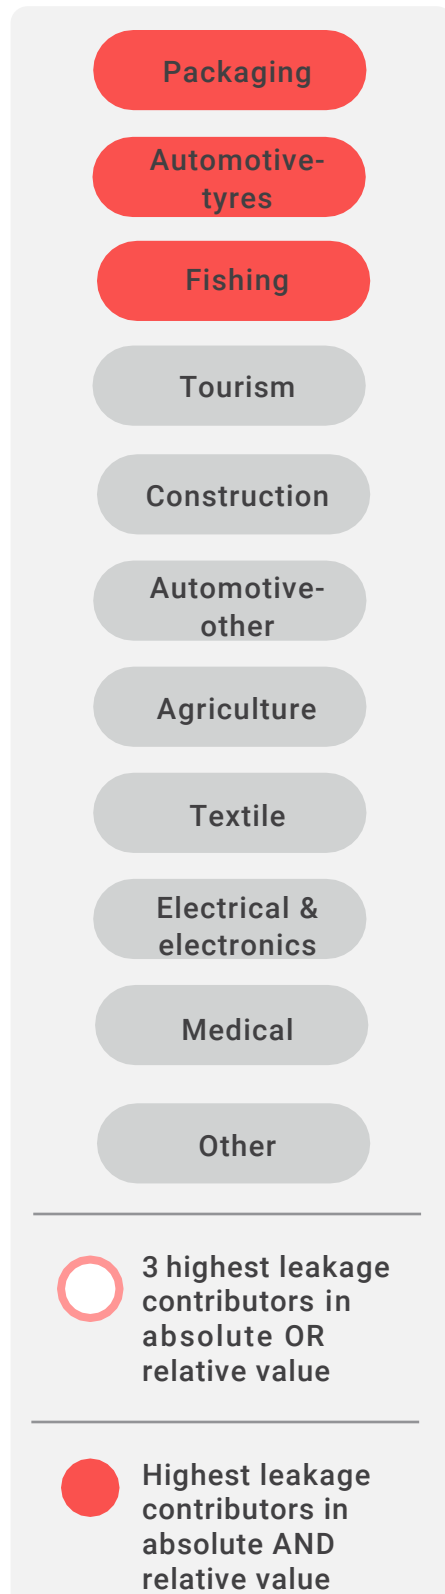 Packaging
Automotive-
tyres
Fishing
Tourism
Construction
Automotive-
other
Agriculture
Textile
Electrical &
electronics
Medical
Other
3 highest leakage
contributors in
absolute OR
relative value
Highest leakage
contributors in
absolute AND
relative value